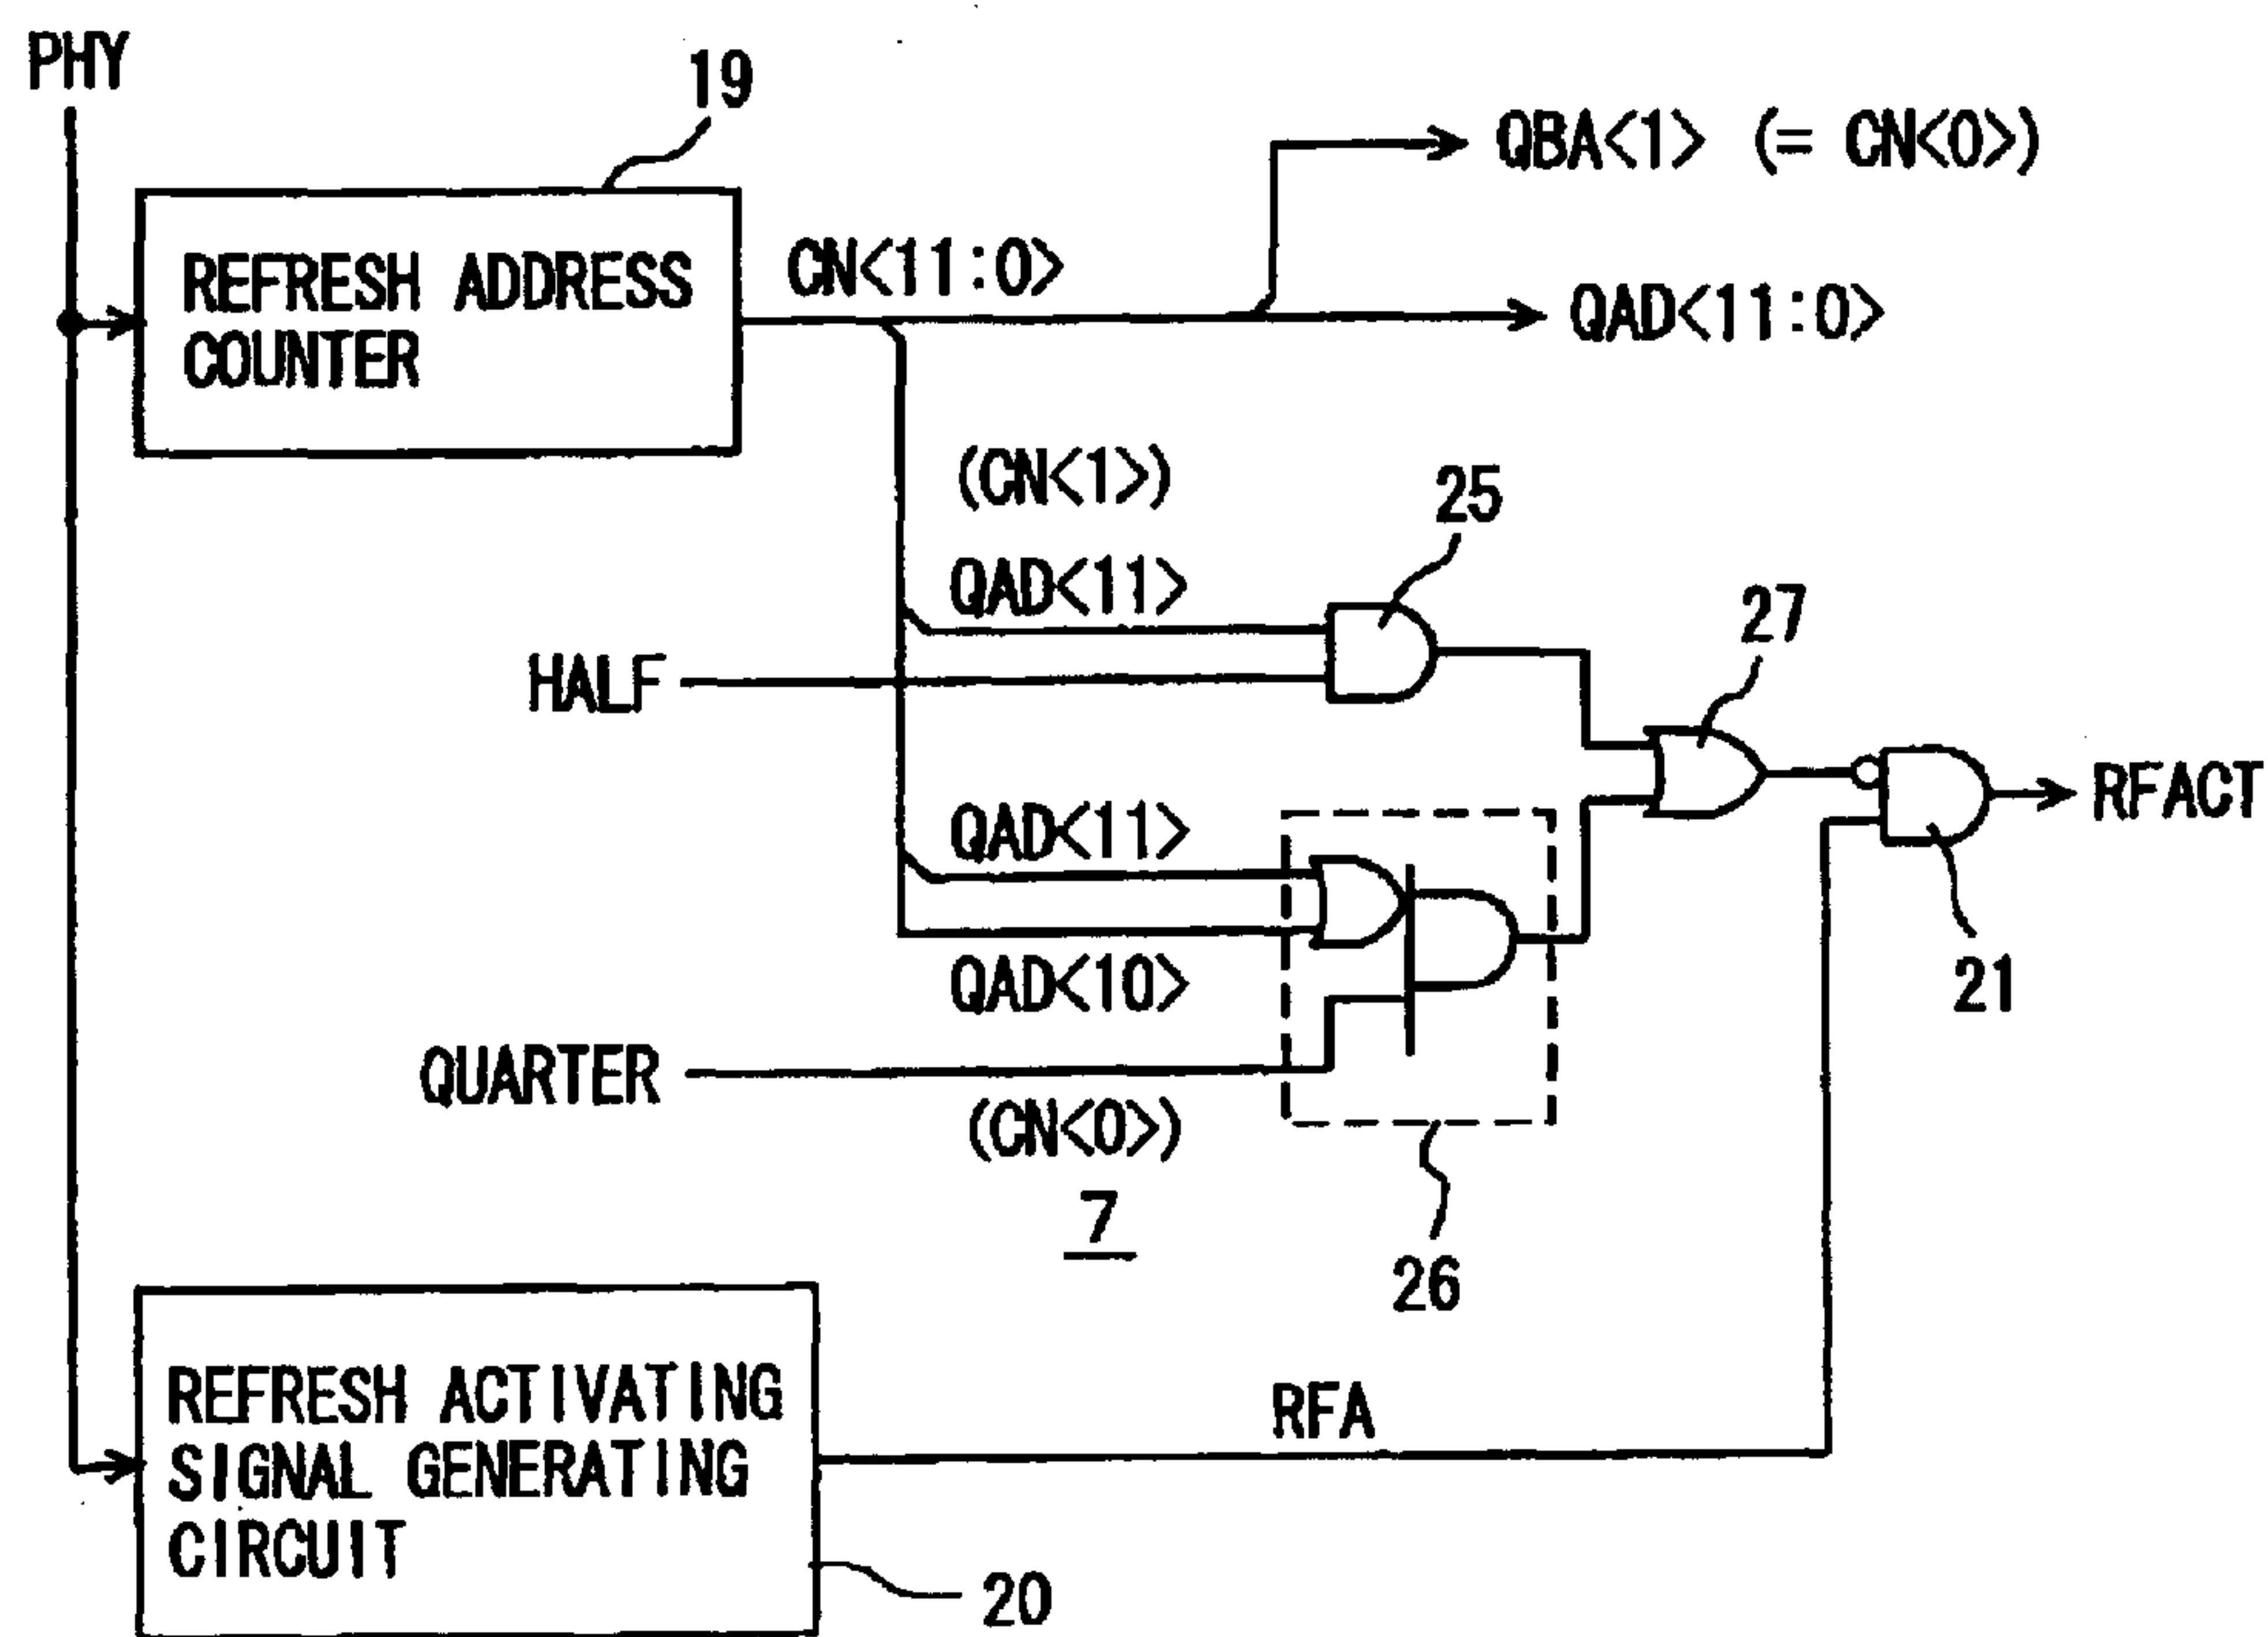 PHY
19
QBA<1> (= CN<0>)
REFRESH ADDRESS
COUNTER
CN<11:0>
QAD<11:0>
(CN<1>)
25
QAD<11>
27
HALF
RFACT
QAD<11>
QAD<10>
21
QUARTER
(CN<0>)
7
26
REFRESH ACTIVATING
SIGNAL GENERATING
CIRCUIT
RFA
20